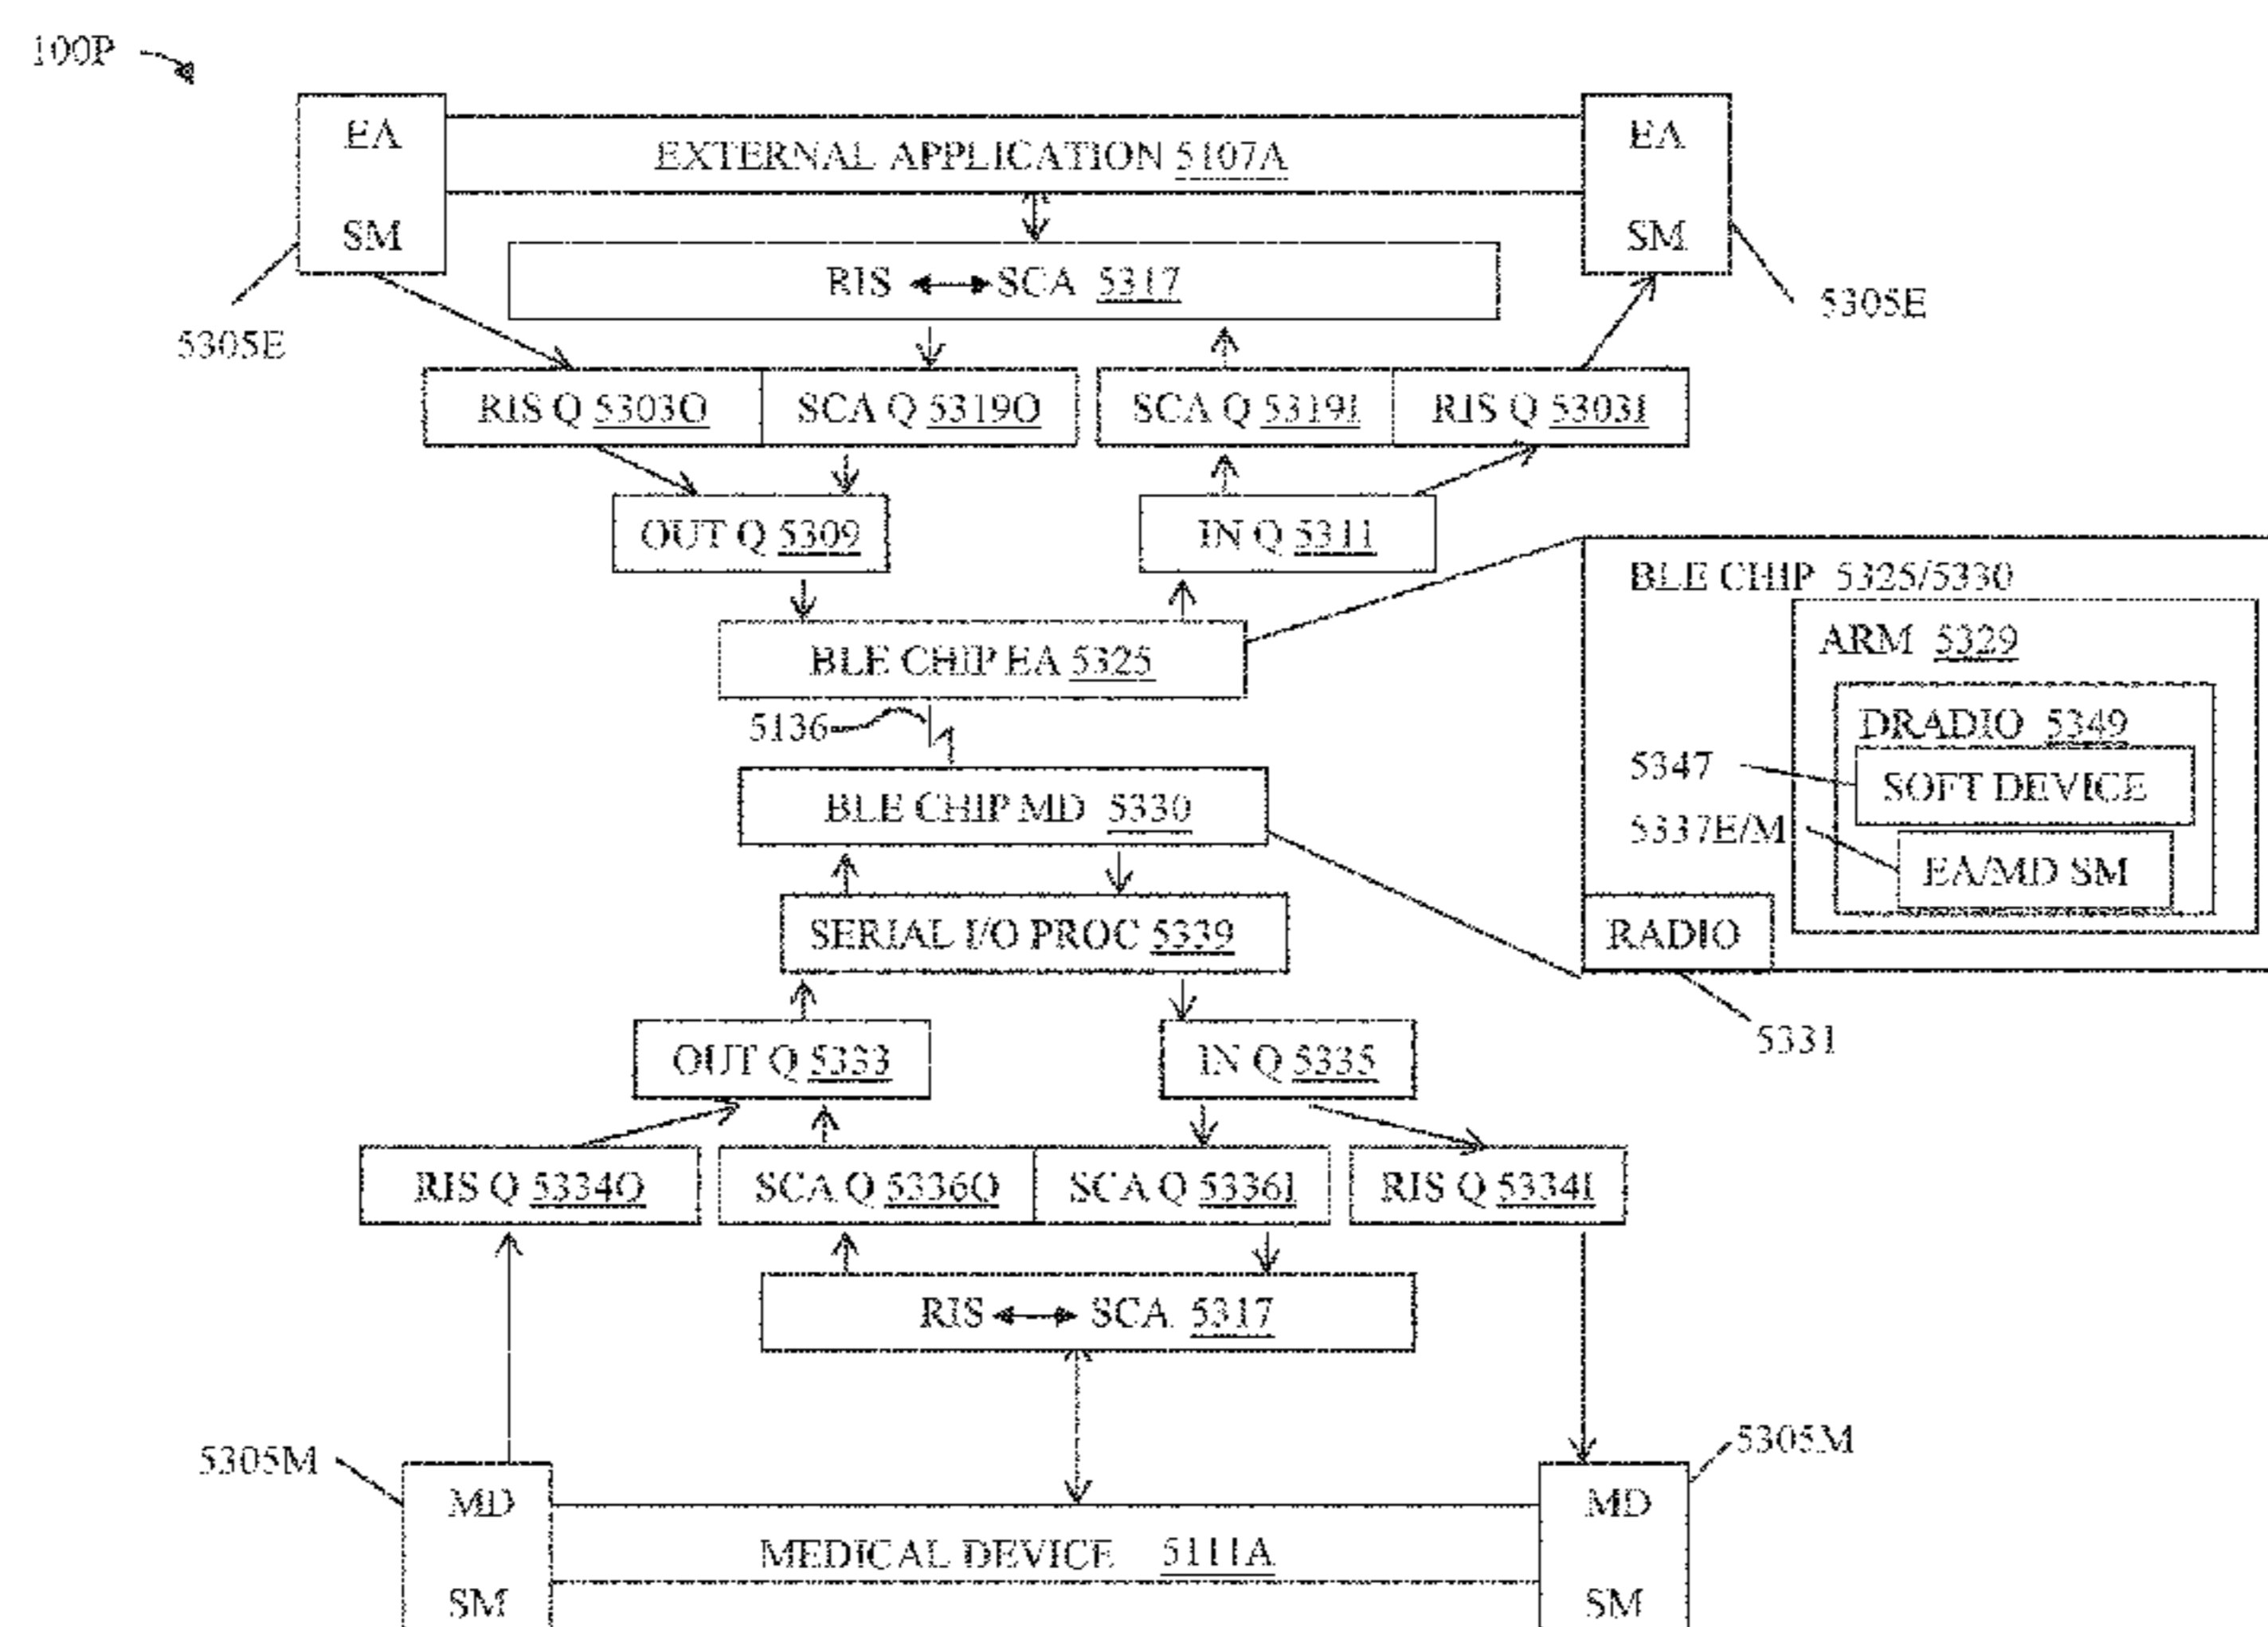 100P
EA
SM
EXTERNAL APPLICATION 5107A
EA
SM
RIS SCA 5317
5305E
5305E
RIS Q 5303O
SCA Q 5319O
SCA Q 5319I
RIS Q 5303I
OUT Q 5309
IN Q 5311
BLE CHIP EA 5325
5136
BLE CHIP MD 5330
BLE CHIP 5325/5330
ARM 5329
DRADIO 5349
5347
SOFT DEVICE
5337E/M
EA/MD SM
RADIO
5331
SERIAL I/O PROC 5339
OUT Q 5333
IN Q 5335
RIS Q 5334O
SCA Q 5336O
SCA Q 5336I
RIS Q 5334I
RIS SCA 5317
5305M
MD
SM
MEDICAL DEVICE 5111A
5305M
MD
SM